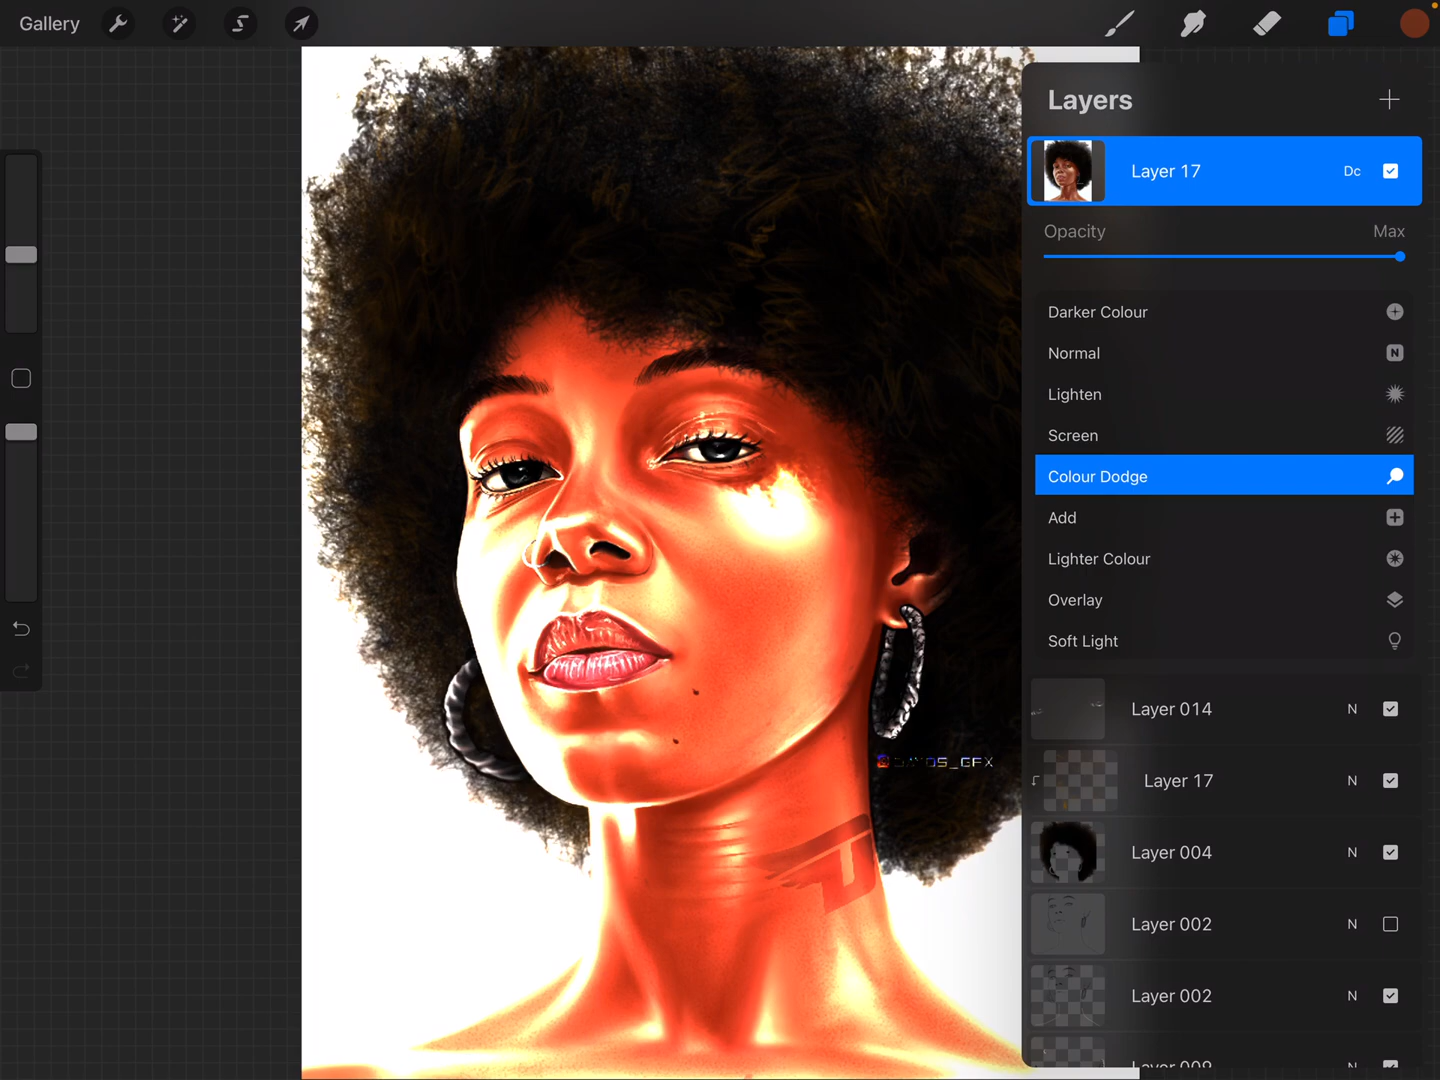 Gallery
Layers
Layer 17 Dc
Opacity Max
Darker Colour
Normal N
Lighten
Screen
Colour Dodge
Add
Lighter Colour
Overlay
Soft Light
Layer 014 N
Layer 17 N
Layer 004 N
Layer 002 N
Layer 002 N